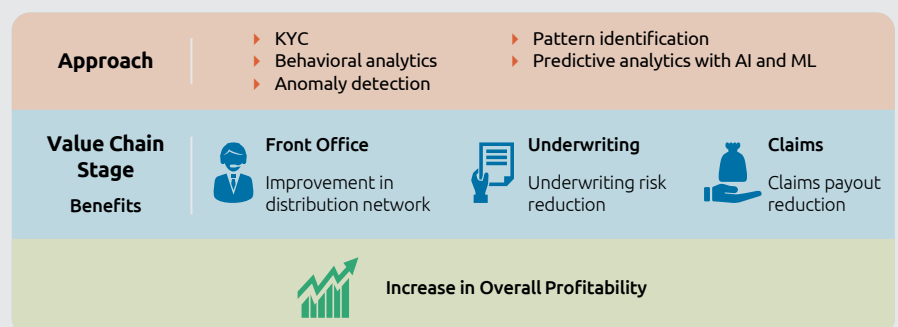 Approach
KYC
Behavioral analytics
Anomaly detection
Pattern identification
Predictive analytics with AI and ML
Value Chain
Stage
Benefits
Front Office
Improvement in
distribution network
Underwriting
Underwriting risk
reduction
Claims
Claims payout
reduction
Increase in Overall Profitability